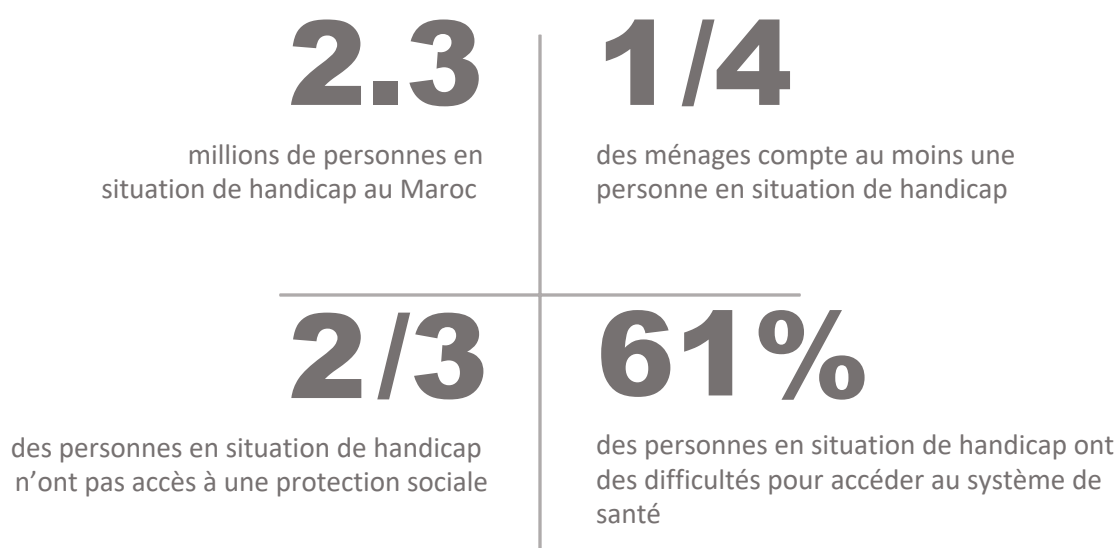 2.3
millions de personnes en
situation de handicap au Maroc
1/4
des ménages compte au moins une
personne en situation de handicap
2/3
des personnes en situation de handicap
n’ont pas accès à une protection sociale
61%
des personnes en situation de handicap ont
des difficultés pour accéder au système de
santé